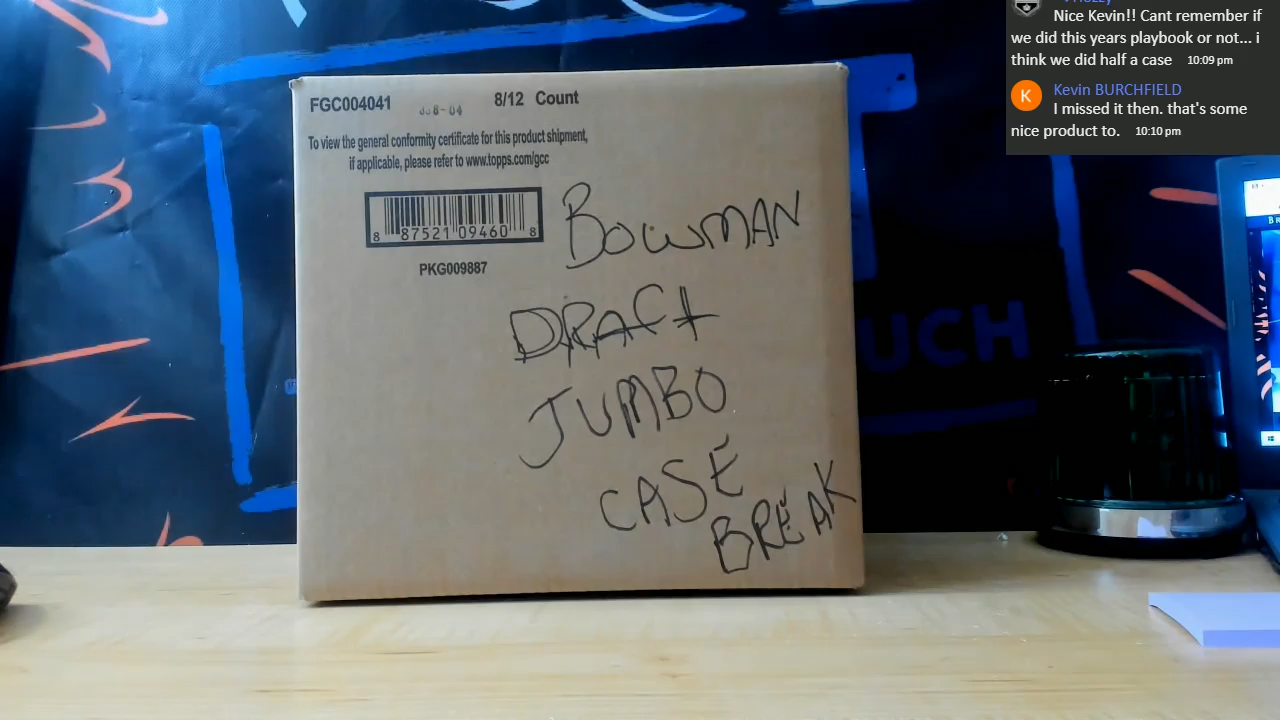 Nice Kevin!! Cant remember if
we did this years playbook or not... i
think we did half a case 10:09 pm
K Kevin BURCHFIELD
I missed it then. that's some
nice product to. 10:10 pm
FGC004041 8/12 Count
To view the general conformity certificate for this product shipment,
if applicable, please refer to www.topps.com/gcc
8 87521 09460 8
PKG009887
BOWMAN
DRAFT
JUMBO
CASE
BREAK
UCH